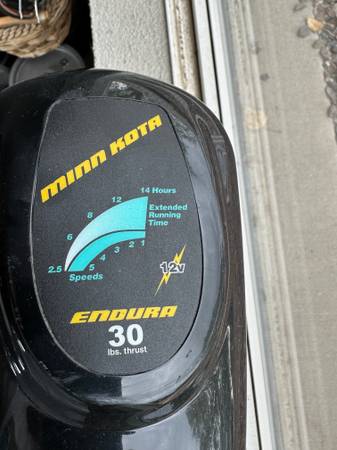 MINN KOTA
14 Hours
12
8
6
2.5
Extended
Running
Time
5 4 3 2 1
Speeds
12v
ENDURA
30
lbs. thrust